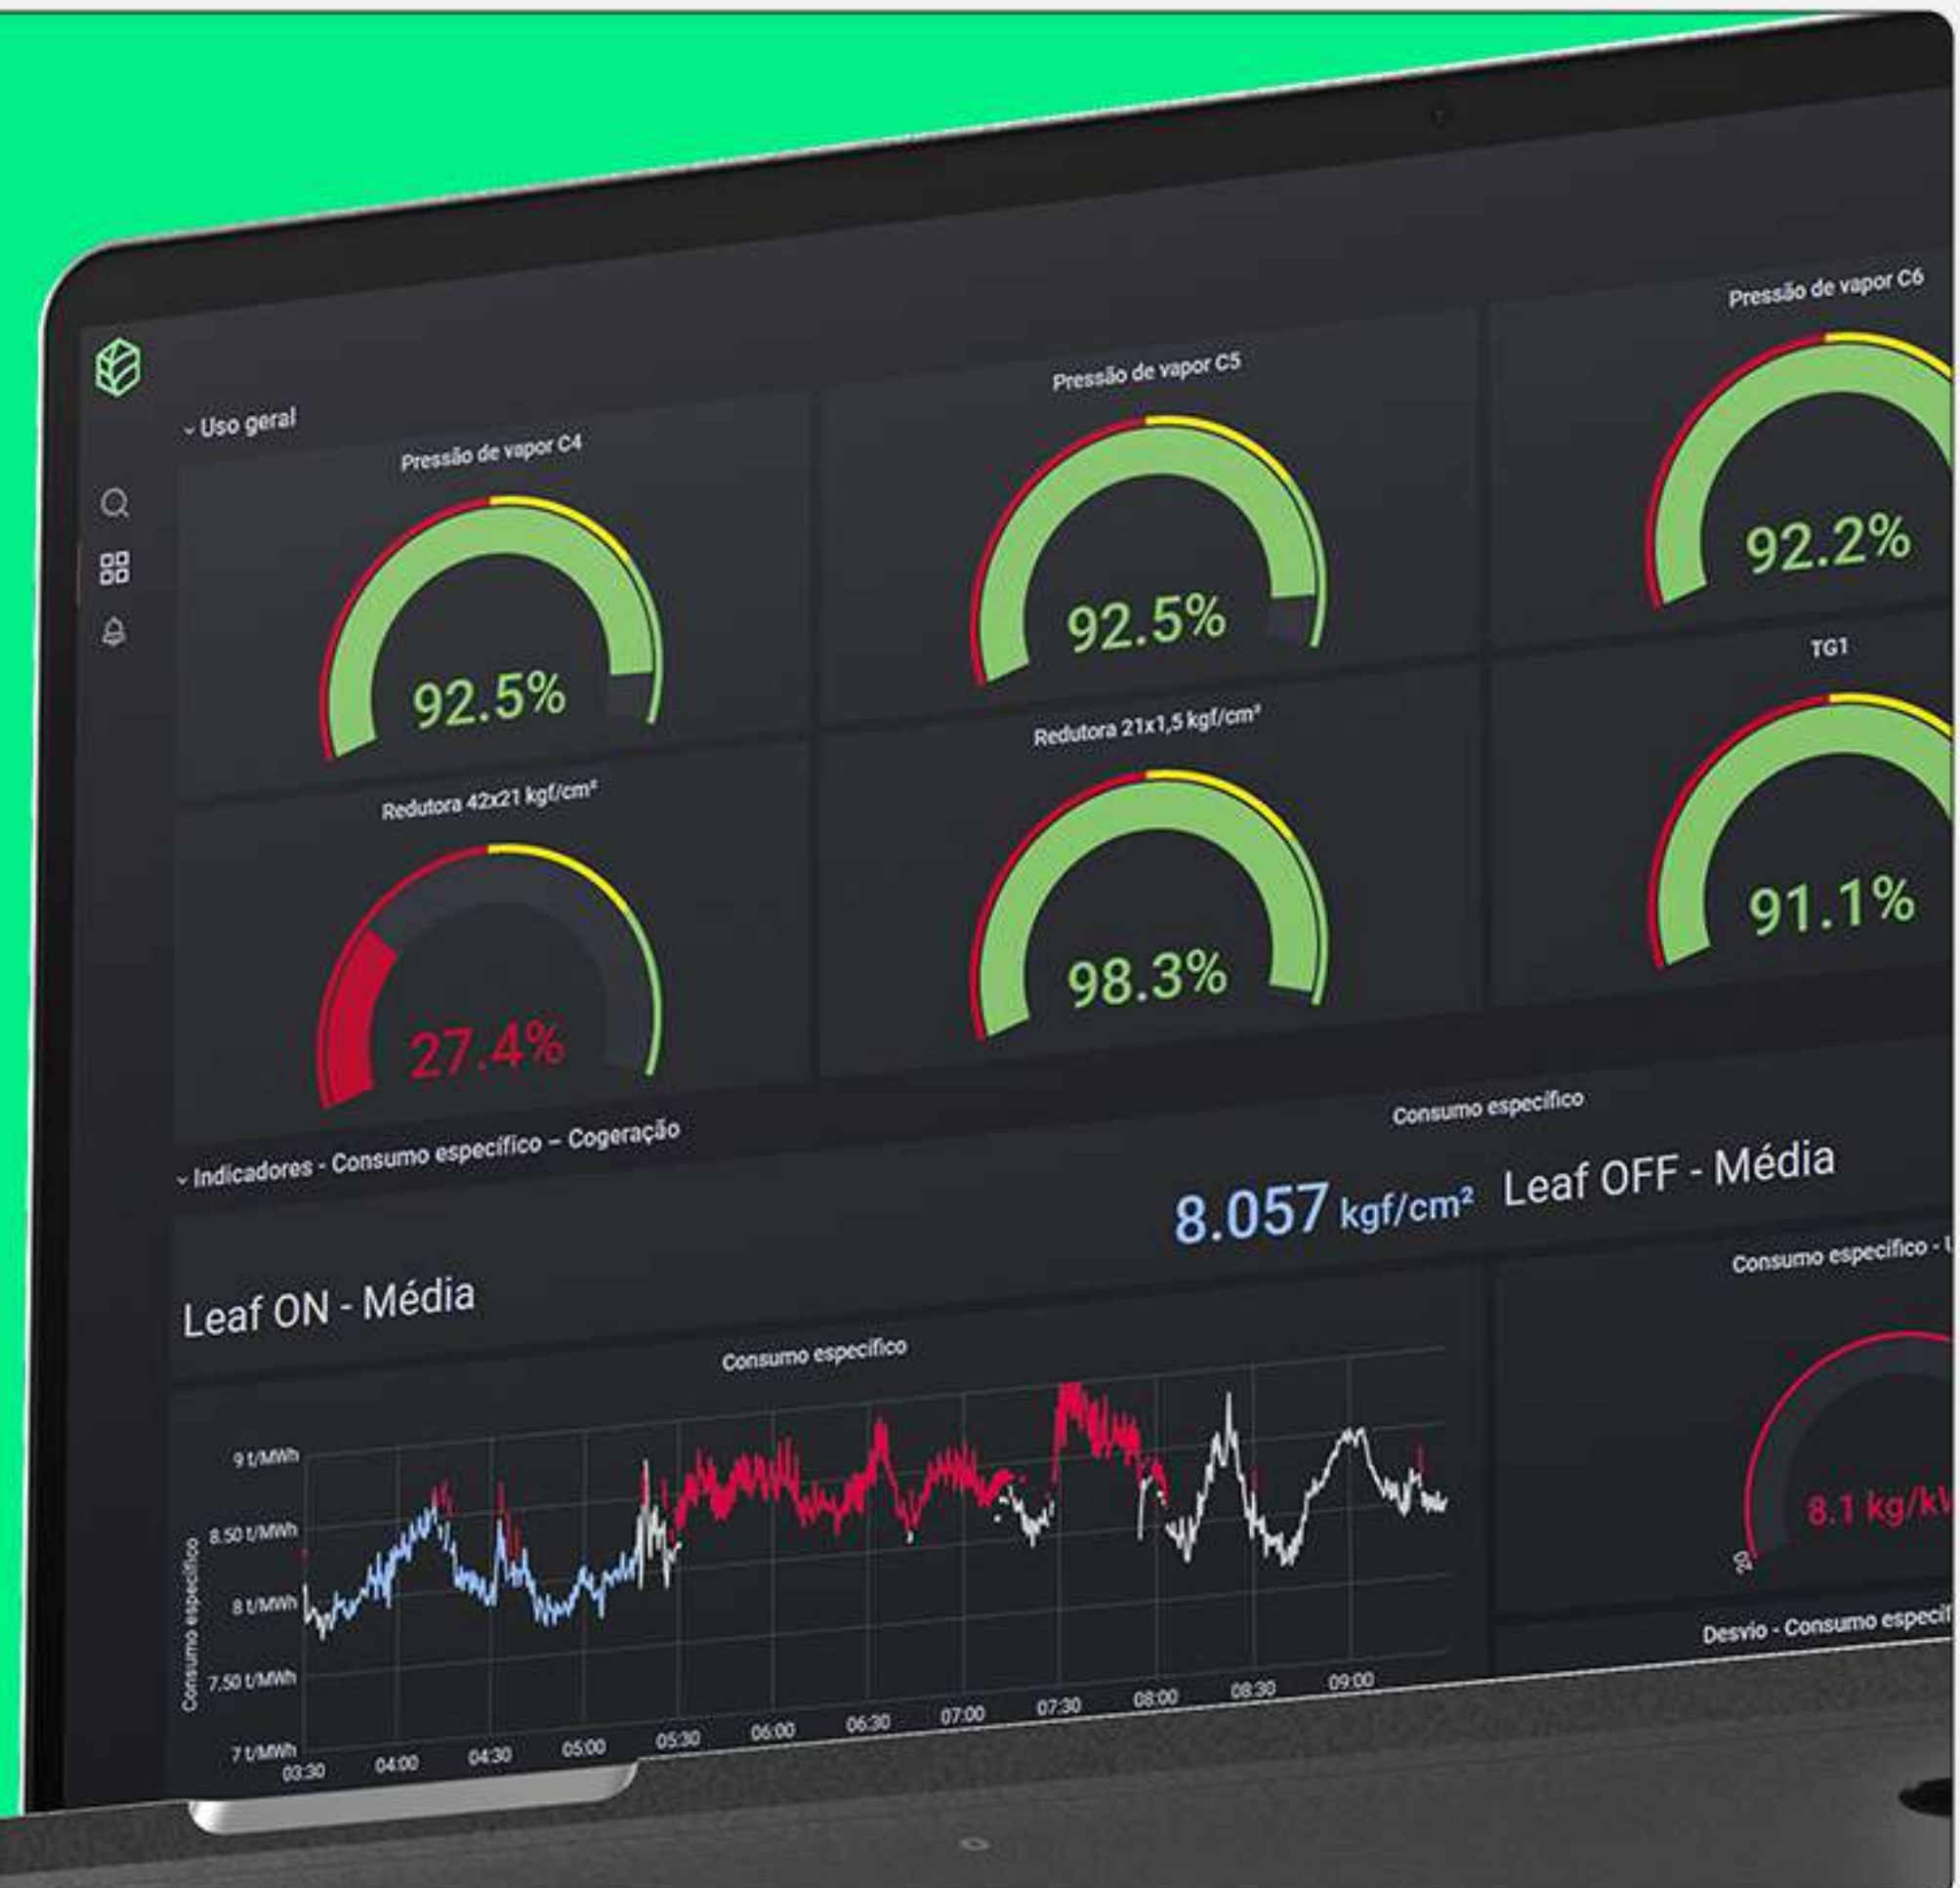 Uso geral
Pressão de vapor C4
92.5%
Pressão de vapor C5
92.5%
Pressão de vapor C6
92.2%
Redutora 42x21 kgf/cm²
27.4%
Redutora 21x1,5 kgf/cm²
98.3%
TG1
91.1%
Indicadores - Consumo específico – Cogeração
Consumo específico
Leaf ON - Média
8.057 kgf/cm²
Leaf OFF - Média
Consumo específico
Consumo específico
9 t/MWh
8.50 t/MWh
8 t/MWh
7.50 t/MWh
7 t/MWh
03:30 04:00 04:30 05:00 05:30 06:00 06:30 07:00 07:30 08:00 08:30 09:00
Consumo específico -
8.1
20
Desvio - Consumo